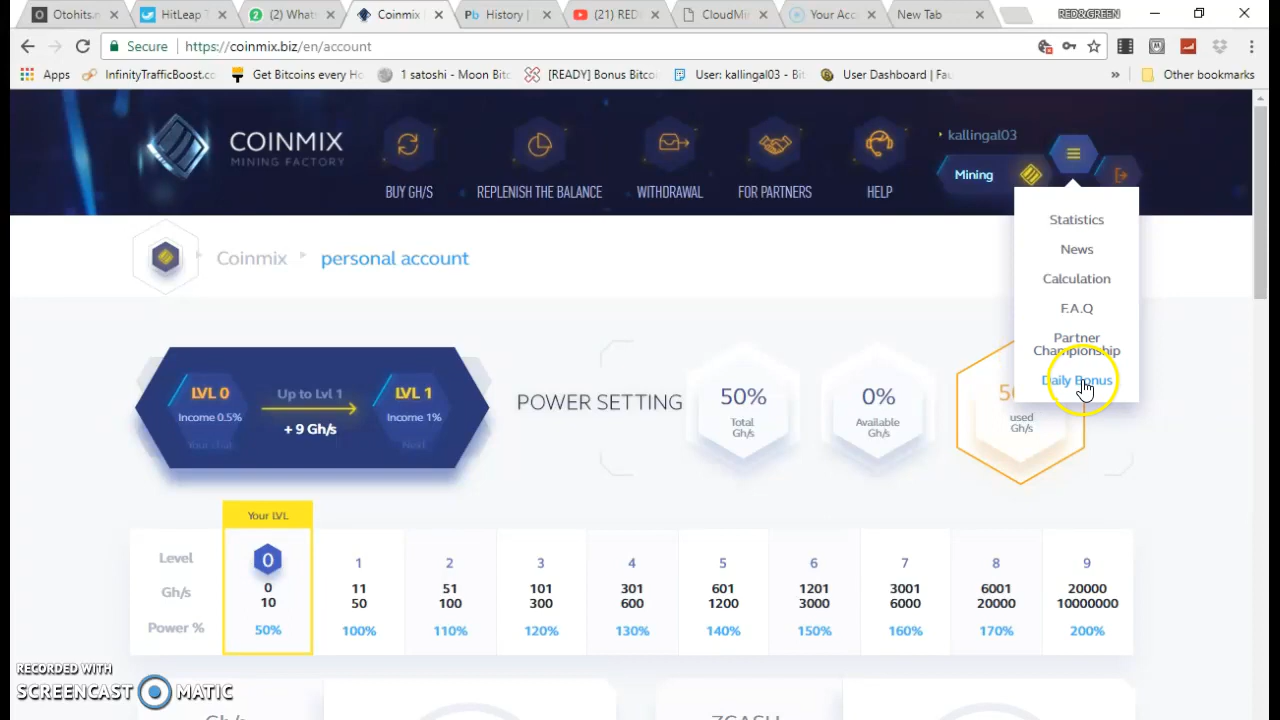 Otohits.n
HitLeap T
(2) What
Coinmix
History |
(21) RED
CloudMi
Your Acc
New Tab
RED&GREEN
Secure
https://coinmix.biz/en/account
Apps
InfinityTrafficBoost.co
Get Bitcoins every Ho
1 satoshi - Moon Bitc
[READY] Bonus Bitco
User: kallingal03 - Bit
User Dashboard | Fau
»
Other bookmarks
COINMIX
MINING FACTORY
BUY GH/S
REPLENISH THE BALANCE
WITHDRAWAL
FOR PARTNERS
HELP
kallingal03
Mining
Statistics
News
Calculation
F.A.Q
Partner
Championship
Daily Bonus
Coinmix
personal account
LVL 0
Income 0.5%
Up to Lvl 1
+ 9 Gh/s
LVL 1
Income 1%
Next
POWER SETTING
50%
Total
Gh/s
0%
Available
Gh/s
used
Gh/s
Your LVL
Level 0 1 2 3 4 5 6 7 8 9
Gh/s 0 11 51 101 301 601 1201 3001 6001 20000
10 50 100 300 600 1200 3000 6000 20000 10000000
Power % 50% 100% 110% 120% 130% 140% 150% 160% 170% 200%
RECORDED WITH
SCREENCAST MATIC
Gh/s
ZCASH